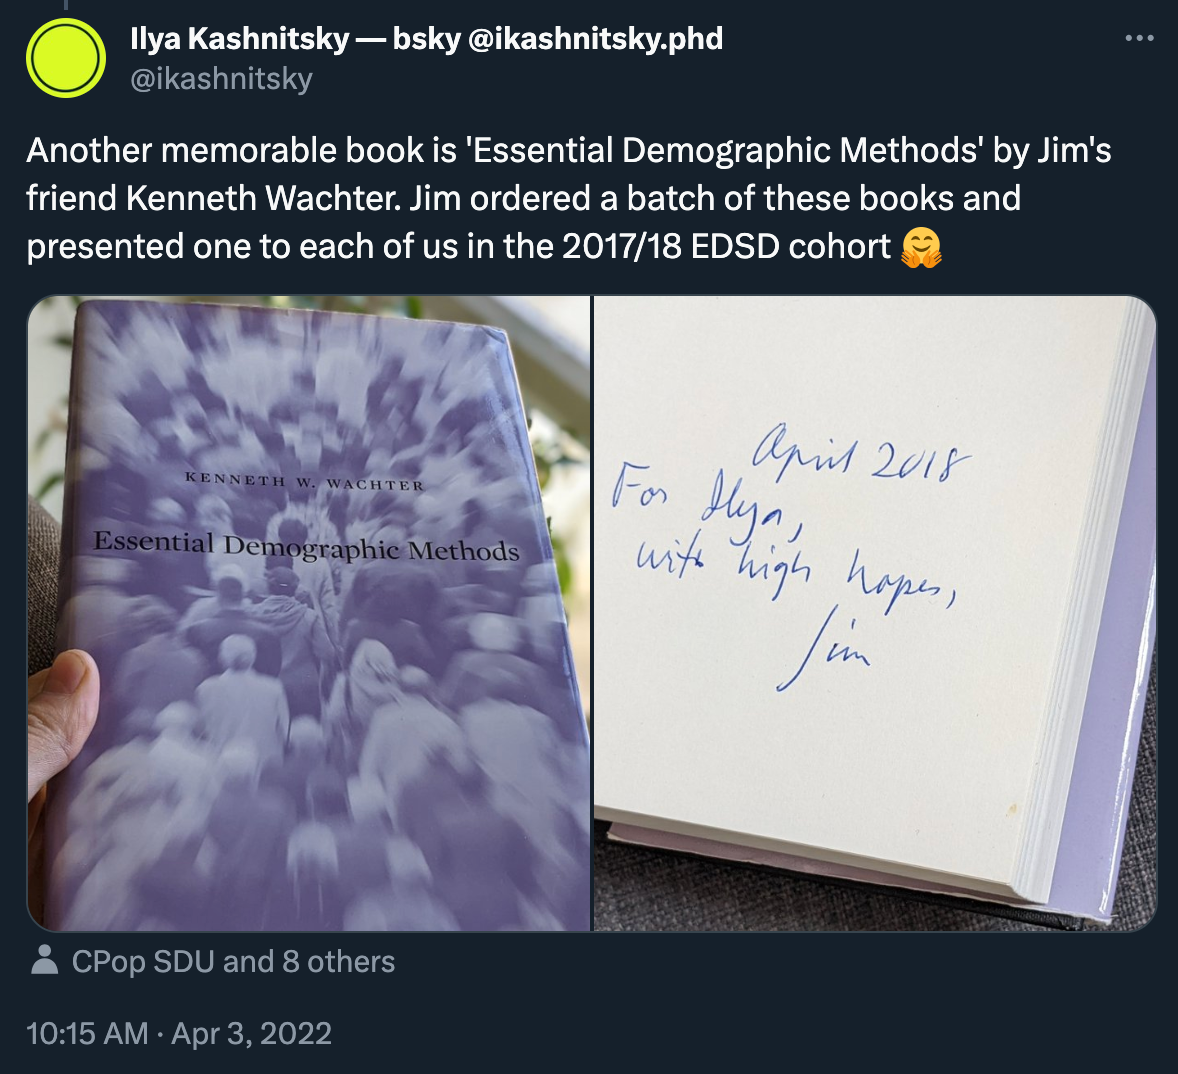 Ilya Kashnitsky — bsky @ikashnitsky.phd
@ikashnitsky
Another memorable book is 'Essential Demographic Methods' by Jim's
friend Kenneth Wachter. Jim ordered a batch of these books and
presented one to each of us in the 2017/18 EDSD cohort 🤗
KENNETH W. WACHTER
Essential Demographic Methods
April 2018
For Ilya,
with high hopes,
Jim
CPop SDU and 8 others
10:15 AM · Apr 3, 2022